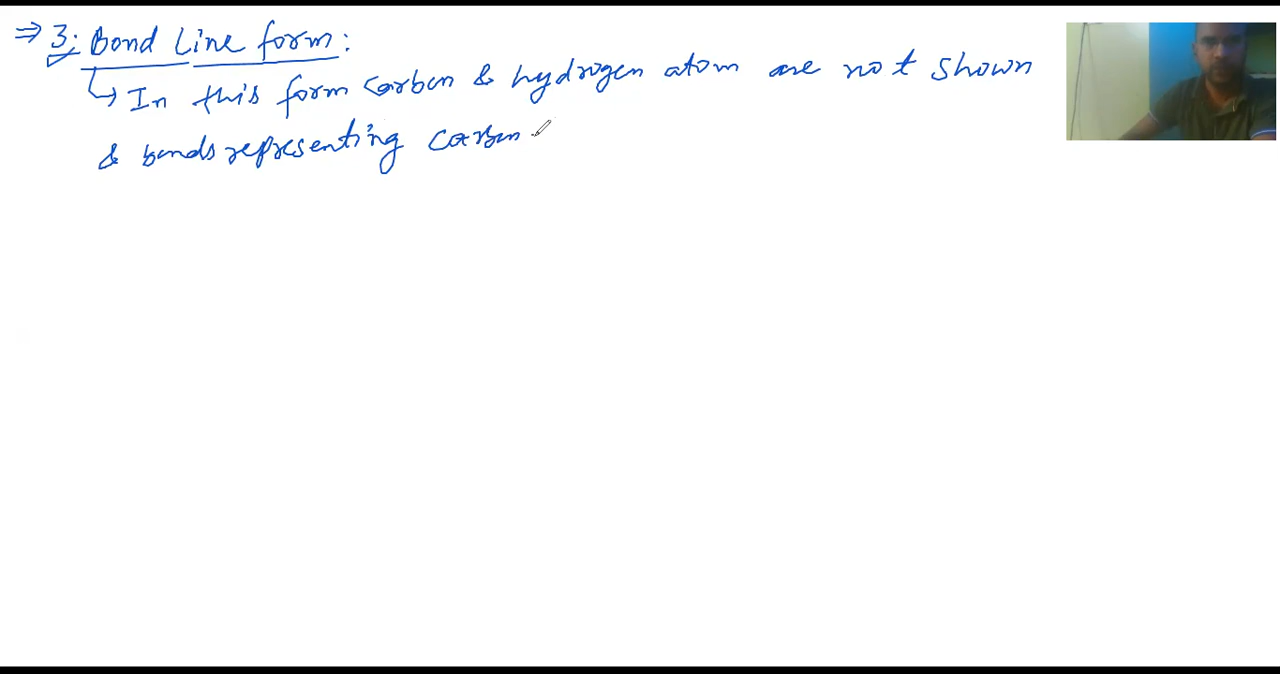 ⇒ 3. Bond Line form:
↳ In this form carbon & hydrogen atom are not shown
& bonds representing carbon-